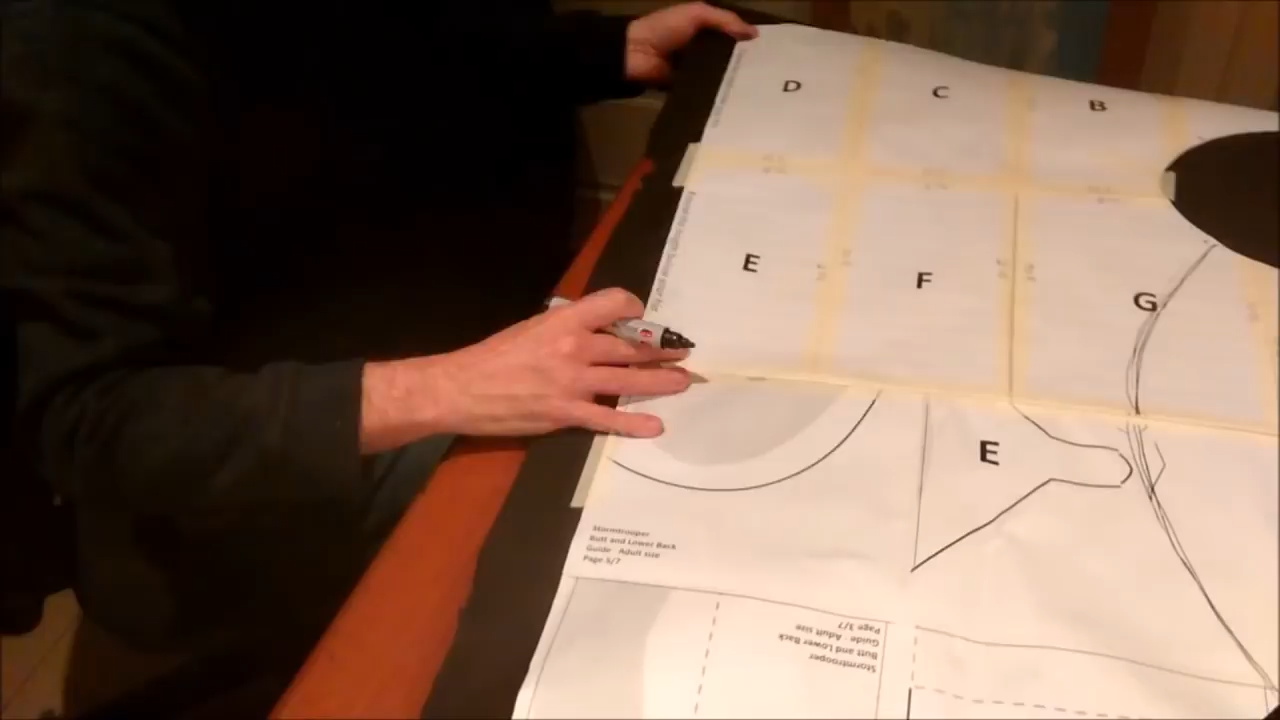 D
C
B
E
F
G
E
Stormtrooper
Butt and Lower Back
Guide - Adult size
Page 5/7
Stormtrooper
Butt and Lower Back
Guide - Adult size
Page 3/7